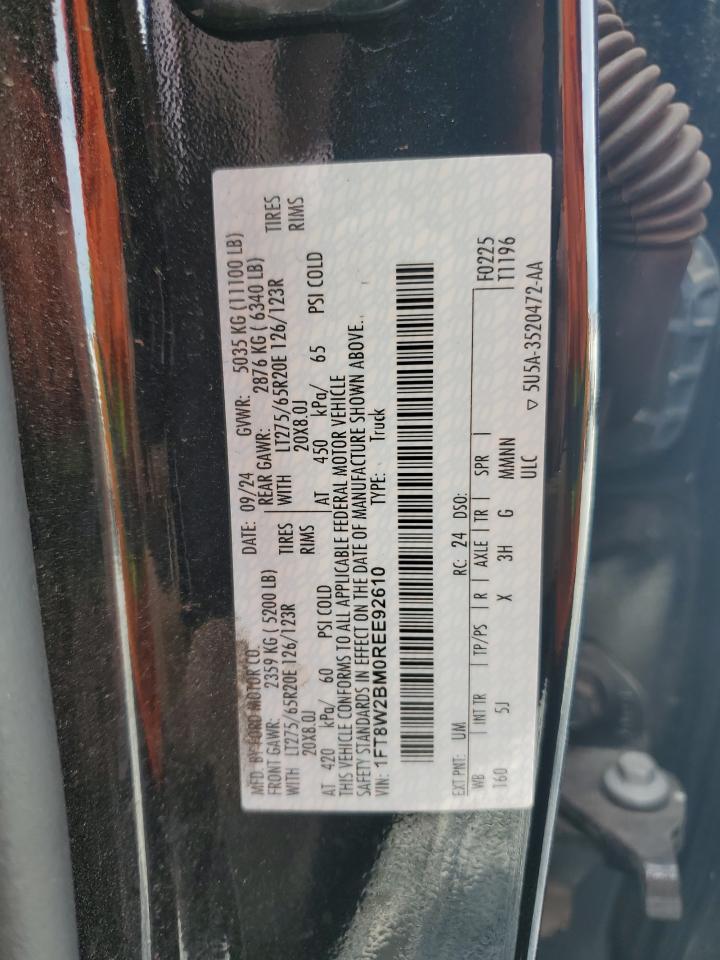 MFD. BY FORD MOTOR CO. DATE: 09/24 GVWR: 5035 KG (11100 LB)
FRONT GAWR: 2359 KG ( 5200 LB) REAR GAWR: 2876 KG ( 6340 LB)
WITH LT275/65R20E 126/123R TIRES WITH LT275/65R20E 126/123R TIRES
20X8.0J RIMS 20X8.0J RIMS
AT 420 kPa/ 60 PSI COLD AT 450 kPa/ 65 PSI COLD
THIS VEHICLE CONFORMS TO ALL APPLICABLE FEDERAL MOTOR VEHICLE
SAFETY STANDARDS IN EFFECT ON THE DATE OF MANUFACTURE SHOWN ABOVE.
VIN: 1FT8W2BM0REE92610 TYPE: Truck
F0225
T1196
EXT PNT: UM RC: 24 DSO:
WB INT TR TP/PS R AXLE TR SPR
160 5J X 3H G MMNNN
ULC
▽ 5U5A-3520472-AA